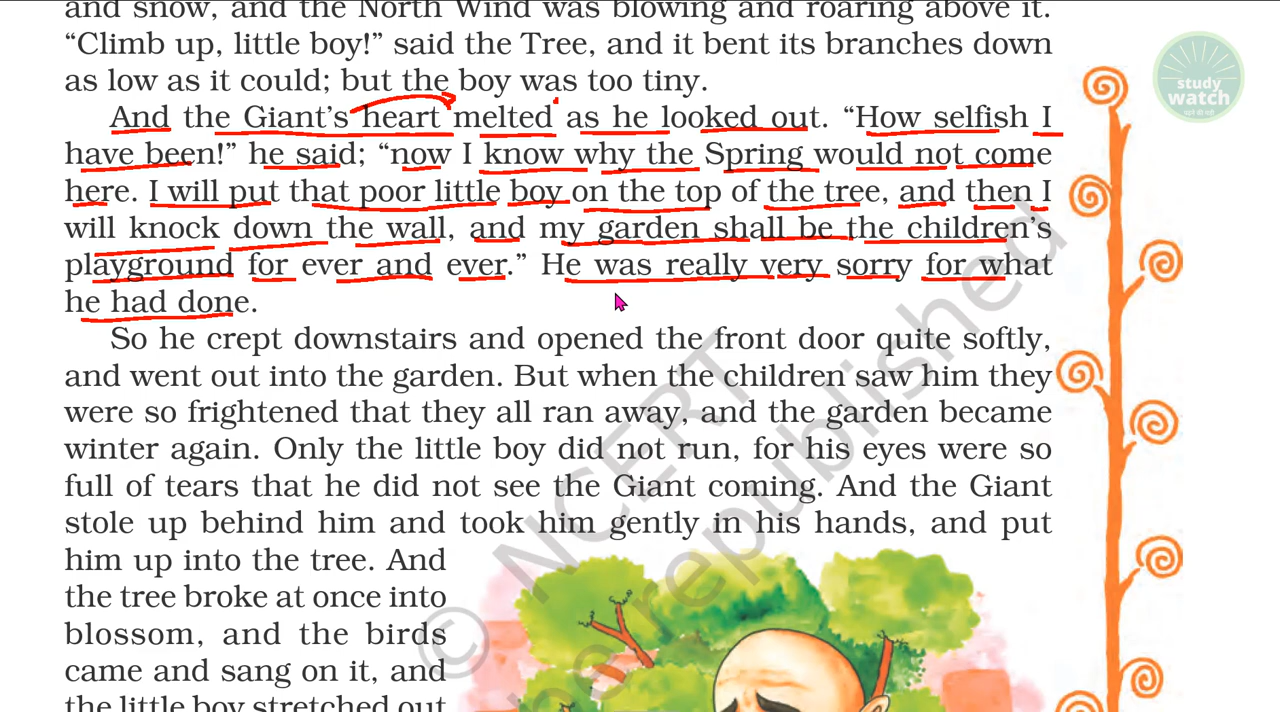 and snow, and the North Wind was blowing and roaring above it.
“Climb up, little boy!” said the Tree, and it bent its branches down
as low as it could; but the boy was too tiny.
And the Giant’s heart melted as he looked out. “How selfish I
have been!” he said; “now I know why the Spring would not come
here. I will put that poor little boy on the top of the tree, and then I
will knock down the wall, and my garden shall be the children’s
playground for ever and ever.” He was really very sorry for what
he had done.
So he crept downstairs and opened the front door quite softly,
and went out into the garden. But when the children saw him they
were so frightened that they all ran away, and the garden became
winter again. Only the little boy did not run, for his eyes were so
full of tears that he did not see the Giant coming. And the Giant
stole up behind him and took him gently in his hands, and put
him up into the tree. And
the tree broke at once into
blossom, and the birds
came and sang on it, and
the little boy stretched out
study
watch
© NCERT
be republished